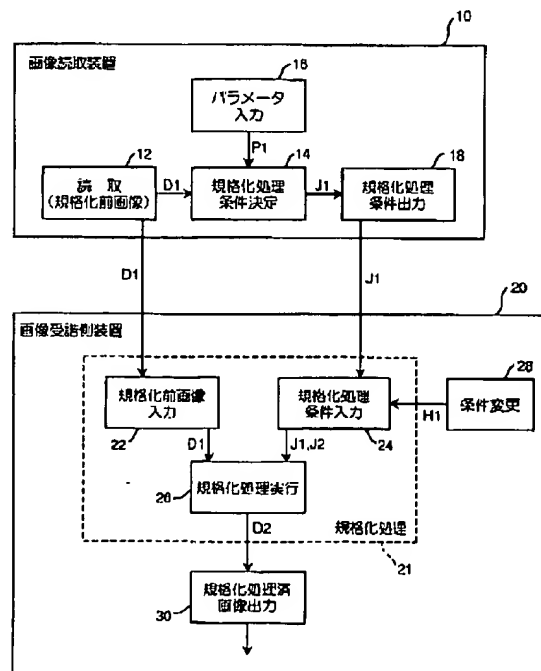 10
画像読取装置
16
パラメータ
入力
12
P1
14
18
読 取
(規格化前画像)
D1
規格化処理
条件決定
J1
規格化処理
条件出力
D1
J1
20
画像受諾側装置
28
規格化前画像
入力
規格化処理
条件入力
条件変更
H1
22
24
D1
J1,J2
26
規格化処理実行
規格化処理
D2
21
規格化処理済
画像出力
30